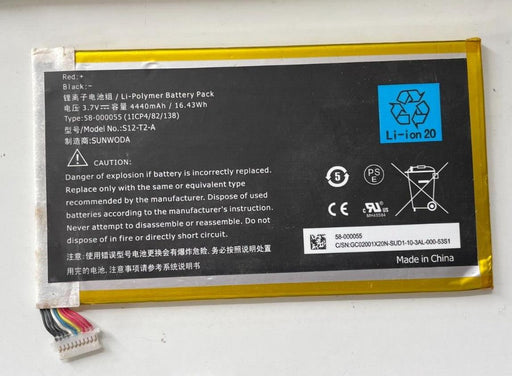 Red:+
Black:-
锂离子电池组 / Li-Polymer Battery Pack
电压 3.7V⎓ 容量 4440mAh / 16.43Wh
Type:58-000055 (1ICP4/82/138)
型号/Model No.:S12-T2-A
制造商:SUNWODA
CAUTION:
Danger of explosion if battery is incorrectly replaced.
Replace only with the same or equivalent type
recommended by the manufacturer. Dispose of used
batteries according to the manufacturer's instruction.
Never attempt to disassemble or reassemble. Do not
dispose of in fire or directly short circuit.
注意: 使用错误型号电池更换会有爆炸危险, 务必按照说明处置
用完的电池, 注意事项请参考系统说明书
Li-ion 20
5
PS
E
CE
c RU us
MH45584
58-000055
C/SN:GC02001X20N-SUD1-10-3AL-000-53S1
Made in China